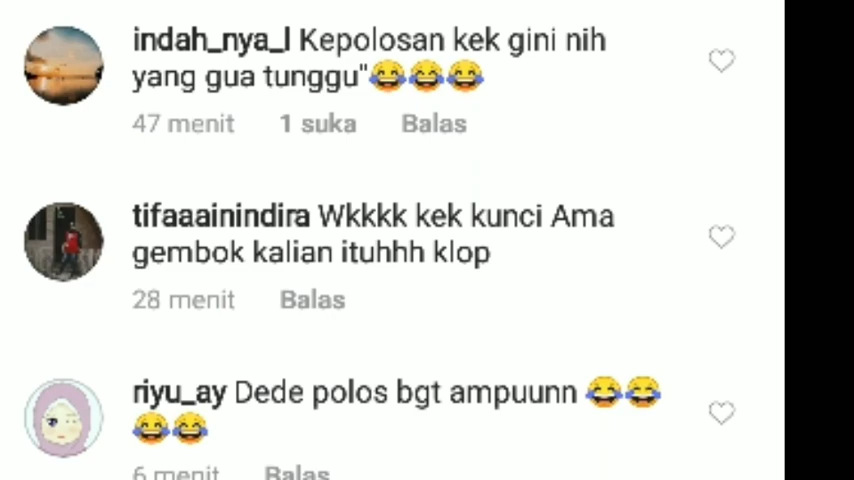 indah_nya_l Kepolosan kek gini nih
yang gua tunggu"😂😂😂
47 menit 1 suka Balas
tifaaainindira Wkkkk kek kunci Ama
gembok kalian ituhhh klop
28 menit Balas
riyu_ay Dede polos bgt ampuunn 😂😂
😂😂
6 menit Balas